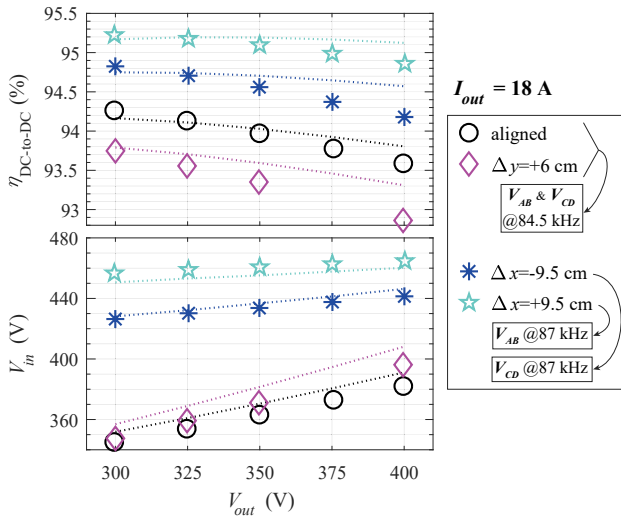 95.5
95
94.5
94
93.5
93
η_DC-to-DC (%)
480
440
400
360
V_in (V)
300 325 350 375 400
V_out (V)
I_out = 18 A
aligned
Δy=+6 cm
V_AB & V_CD
@84.5 kHz
Δx=-9.5 cm
Δx=+9.5 cm
V_AB @87 kHz
V_CD @87 kHz